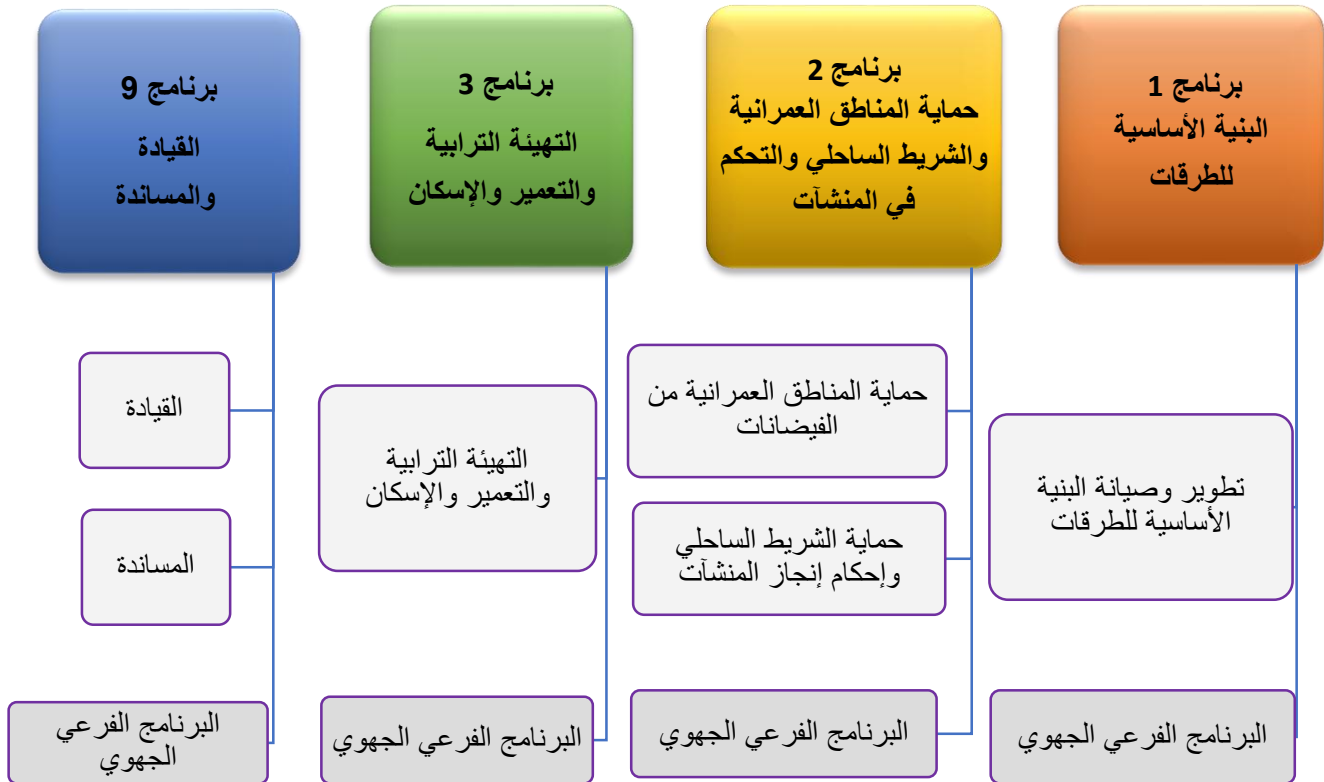 برنامج 1
البنية الأساسية
للطرقات
برنامج 2
حماية المناطق العمرانية
والشريط الساحلي والتحكم
في المنشآت
برنامج 3
التهيئة الترابية
والتعمير والإسكان
برنامج 9
القيادة
والمساندة
تطوير وصيانة البنية
الأساسية للطرقات
البرنامج الفرعي الجهوي
حماية المناطق العمرانية من
الفيضانات
حماية الشريط الساحلي
وإحكام إنجاز المنشآت
البرنامج الفرعي الجهوي
التهيئة الترابية
والتعمير والإسكان
البرنامج الفرعي الجهوي
القيادة
المساندة
البرنامج الفرعي
الجهوي